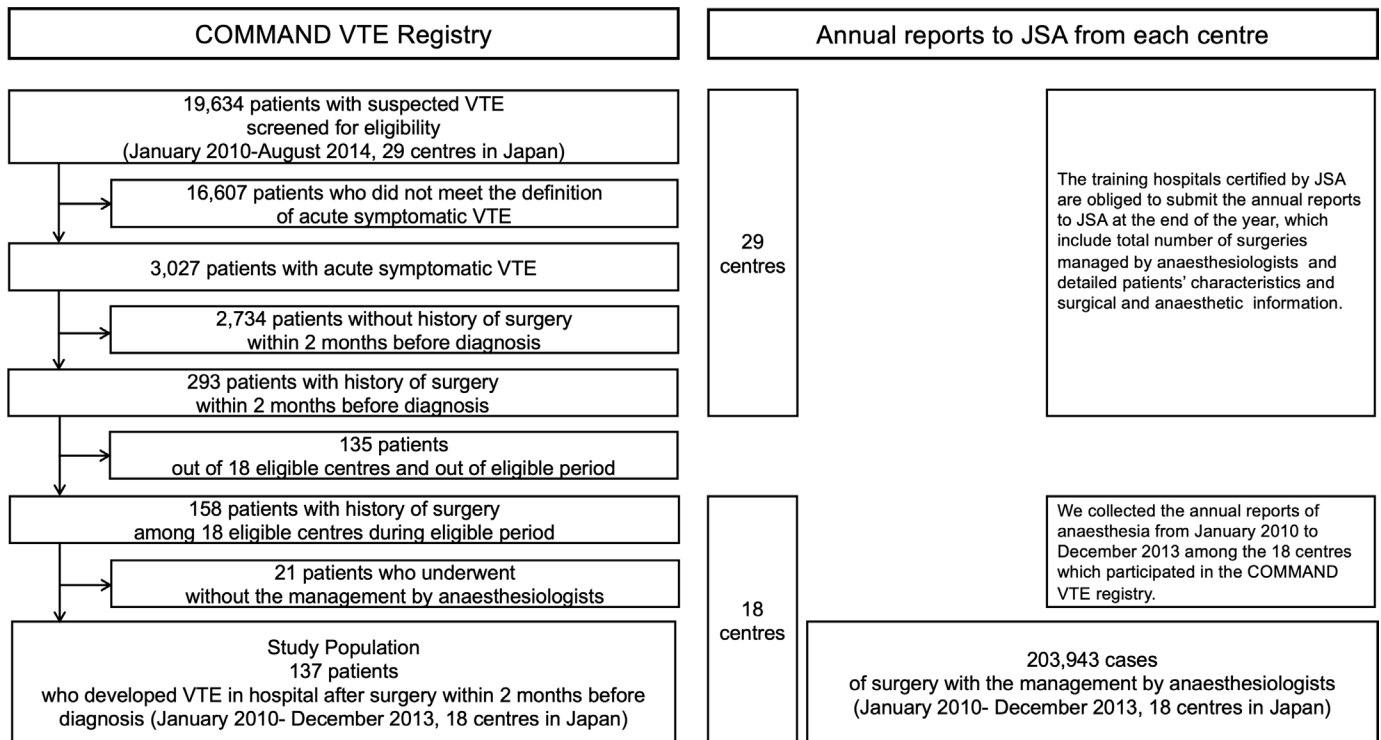 COMMAND VTE Registry
19,634 patients with suspected VTE
screened for eligibility
(January 2010-August 2014, 29 centres in Japan)
16,607 patients who did not meet the definition
of acute symptomatic VTE
3,027 patients with acute symptomatic VTE
2,734 patients without history of surgery
within 2 months before diagnosis
293 patients with history of surgery
within 2 months before diagnosis
135 patients
out of 18 eligible centres and out of eligible period
158 patients with history of surgery
among 18 eligible centres during eligible period
21 patients who underwent
without the management by anaesthesiologists
Study Population
137 patients
who developed VTE in hospital after surgery within 2 months before
diagnosis (January 2010- December 2013, 18 centres in Japan)
Annual reports to JSA from each centre
29
centres
The training hospitals certified by JSA
are obliged to submit the annual reports
to JSA at the end of the year, which
include total number of surgeries
managed by anaesthesiologists and
detailed patients' characteristics and
surgical and anaesthetic information.
18
centres
We collected the annual reports of
anaesthesia from January 2010 to
December 2013 among the 18 centres
which participated in the COMMAND
VTE registry.
203,943 cases
of surgery with the management by anaesthesiologists
(January 2010- December 2013, 18 centres in Japan)